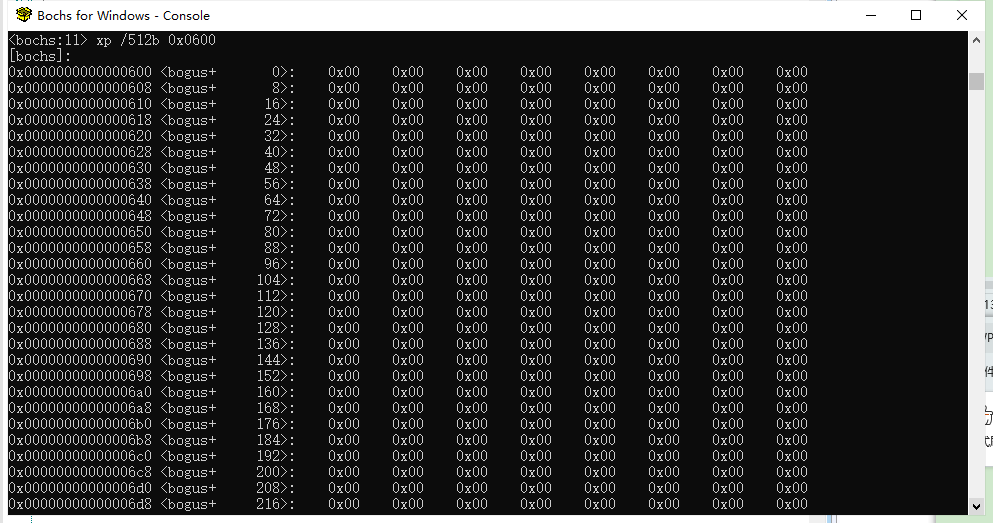 Bochs for Windows - Console
<bochs:11> xp /512b 0x0600
[bochs]:
0x0000000000000600 <bogus+       0>:    0x00    0x00    0x00    0x00    0x00    0x00    0x00    0x00
0x0000000000000608 <bogus+       8>:    0x00    0x00    0x00    0x00    0x00    0x00    0x00    0x00
0x0000000000000610 <bogus+      16>:    0x00    0x00    0x00    0x00    0x00    0x00    0x00    0x00
0x0000000000000618 <bogus+      24>:    0x00    0x00    0x00    0x00    0x00    0x00    0x00    0x00
0x0000000000000620 <bogus+      32>:    0x00    0x00    0x00    0x00    0x00    0x00    0x00    0x00
0x0000000000000628 <bogus+      40>:    0x00    0x00    0x00    0x00    0x00    0x00    0x00    0x00
0x0000000000000630 <bogus+      48>:    0x00    0x00    0x00    0x00    0x00    0x00    0x00    0x00
0x0000000000000638 <bogus+      56>:    0x00    0x00    0x00    0x00    0x00    0x00    0x00    0x00
0x0000000000000640 <bogus+      64>:    0x00    0x00    0x00    0x00    0x00    0x00    0x00    0x00
0x0000000000000648 <bogus+      72>:    0x00    0x00    0x00    0x00    0x00    0x00    0x00    0x00
0x0000000000000650 <bogus+      80>:    0x00    0x00    0x00    0x00    0x00    0x00    0x00    0x00
0x0000000000000658 <bogus+      88>:    0x00    0x00    0x00    0x00    0x00    0x00    0x00    0x00
0x0000000000000660 <bogus+      96>:    0x00    0x00    0x00    0x00    0x00    0x00    0x00    0x00
0x0000000000000668 <bogus+     104>:    0x00    0x00    0x00    0x00    0x00    0x00    0x00    0x00
0x0000000000000670 <bogus+     112>:    0x00    0x00    0x00    0x00    0x00    0x00    0x00    0x00
0x0000000000000678 <bogus+     120>:    0x00    0x00    0x00    0x00    0x00    0x00    0x00    0x00
0x0000000000000680 <bogus+     128>:    0x00    0x00    0x00    0x00    0x00    0x00    0x00    0x00
0x0000000000000688 <bogus+     136>:    0x00    0x00    0x00    0x00    0x00    0x00    0x00    0x00
0x0000000000000690 <bogus+     144>:    0x00    0x00    0x00    0x00    0x00    0x00    0x00    0x00
0x0000000000000698 <bogus+     152>:    0x00    0x00    0x00    0x00    0x00    0x00    0x00    0x00
0x00000000000006a0 <bogus+     160>:    0x00    0x00    0x00    0x00    0x00    0x00    0x00    0x00
0x00000000000006a8 <bogus+     168>:    0x00    0x00    0x00    0x00    0x00    0x00    0x00    0x00
0x00000000000006b0 <bogus+     176>:    0x00    0x00    0x00    0x00    0x00    0x00    0x00    0x00
0x00000000000006b8 <bogus+     184>:    0x00    0x00    0x00    0x00    0x00    0x00    0x00    0x00
0x00000000000006c0 <bogus+     192>:    0x00    0x00    0x00    0x00    0x00    0x00    0x00    0x00
0x00000000000006c8 <bogus+     200>:    0x00    0x00    0x00    0x00    0x00    0x00    0x00    0x00
0x00000000000006d0 <bogus+     208>:    0x00    0x00    0x00    0x00    0x00    0x00    0x00    0x00
0x00000000000006d8 <bogus+     216>:    0x00    0x00    0x00    0x00    0x00    0x00    0x00    0x00